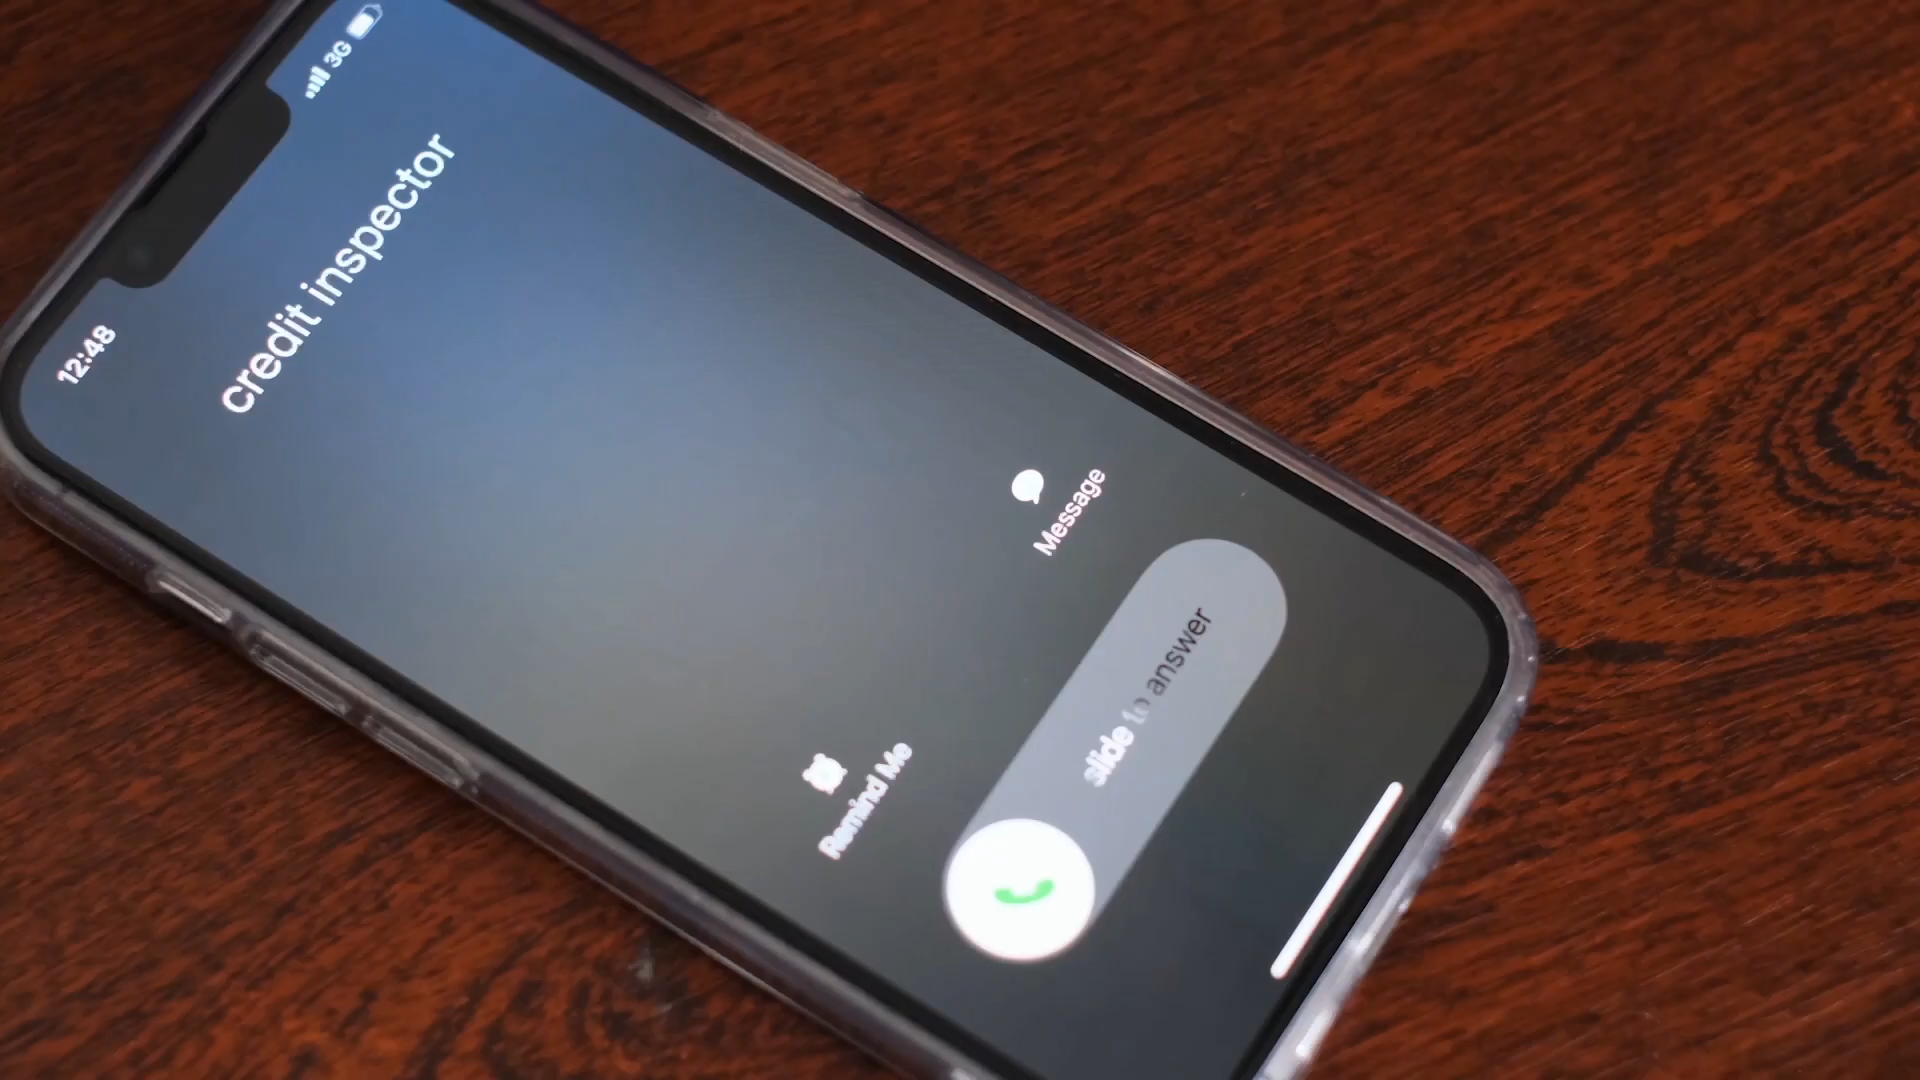 12:48
3G
credit inspector
Message
Remind Me
slide to answer